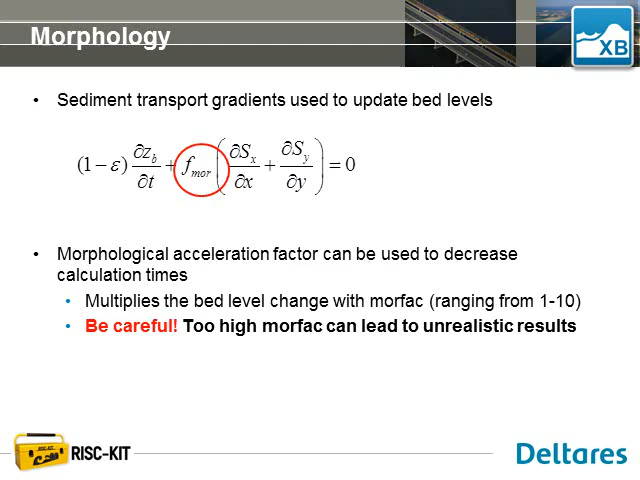 Morphology
XB
• Sediment transport gradients used to update bed levels
(1 − ε) ∂z_b/∂t + f_mor (∂S_x/∂x + ∂S_y/∂y) = 0
• Morphological acceleration factor can be used to decrease
calculation times
• Multiplies the bed level change with morfac (ranging from 1-10)
• Be careful! Too high morfac can lead to unrealistic results
RISC-KIT
Deltares